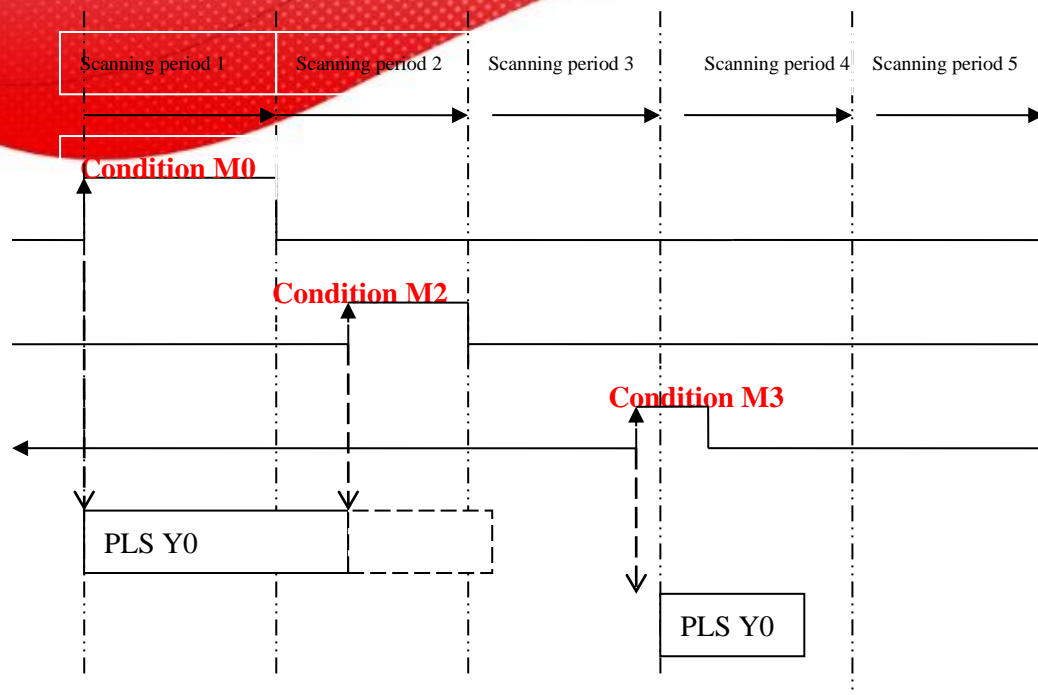 Scanning period 1
Scanning period 2
Scanning period 3
Scanning period 4
Scanning period 5
Condition M0
Condition M2
Condition M3
PLS Y0
PLS Y0